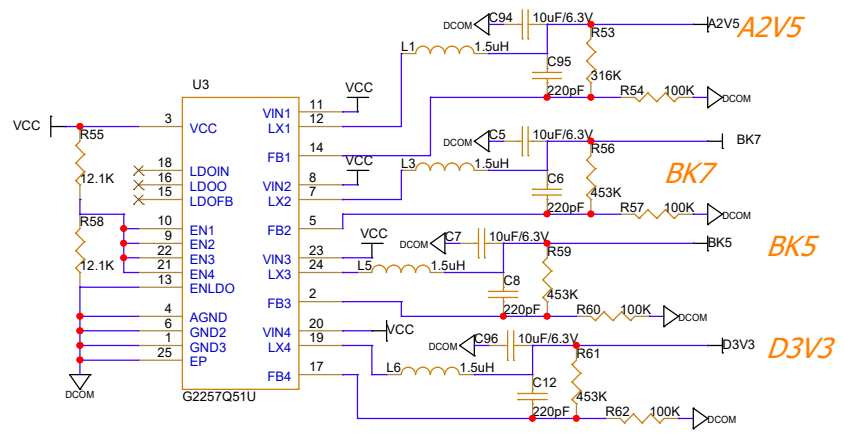 C94 10uF/6.3V
DCOM R53 A2V5 A2V5
L1 1.5uH
C95
316K
220pF R54 100K DCOM
U3
VCC
VCC 3 VCC VIN1 11
LX1 12
R55
FB1 14
12.1K
18 LDOIN
16 LDOO
15 LDOFB
VCC
VIN2 8
LX2 7
FB2 5
C5 10uF/6.3V
DCOM R56 BK7
BK7
L3 1.5uH
C6
453K
220pF R57 100K DCOM
R58
12.1K
10 EN1
9 EN2
22 EN3
21 EN4
13 ENLDO
VCC
VIN3 23
LX3 24
FB3 2
C7 10uF/6.3V
DCOM R59 BK5 BK5
L5 1.5uH
C8
453K
220pF R60 100K DCOM
4 AGND
6 GND2
1 GND3
25 EP
DCOM
VIN4 20 VCC
LX4 19
FB4 17
C96 10uF/6.3V
DCOM R61 D3V3 D3V3
L6 1.5uH
C12
453K
220pF R62 100K DCOM
G2257Q51U